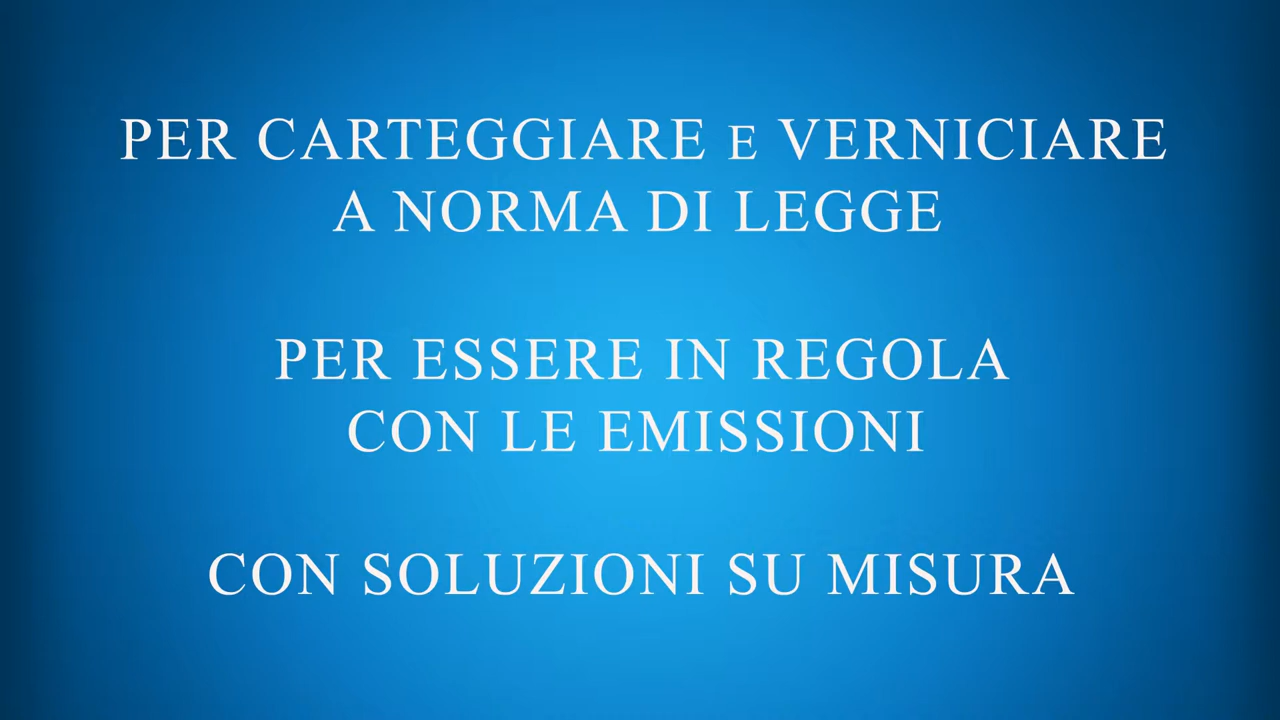 PER CARTEGGIARE E VERNICIARE
A NORMA DI LEGGE
PER ESSERE IN REGOLA
CON LE EMISSIONI
CON SOLUZIONI SU MISURA